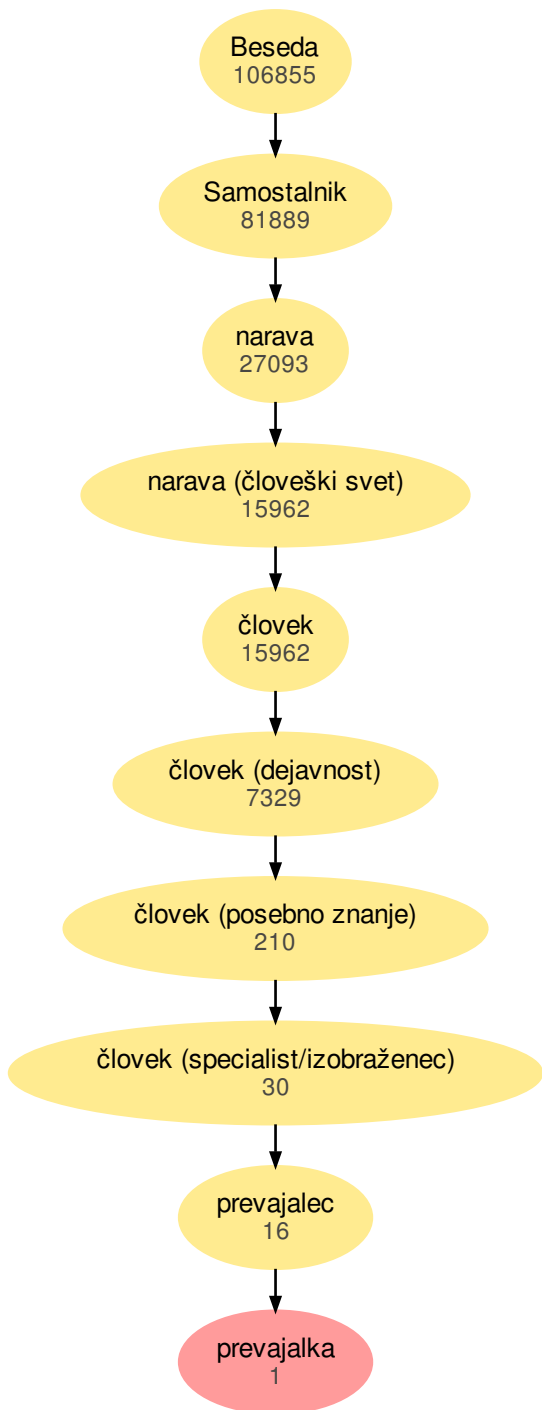 Beseda
106855
Samostalnik
81889
narava
27093
narava (človeški svet)
15962
človek
15962
človek (dejavnost)
7329
človek (posebno znanje)
210
človek (specialist/izobraženec)
30
prevajalec
16
prevajalka
1